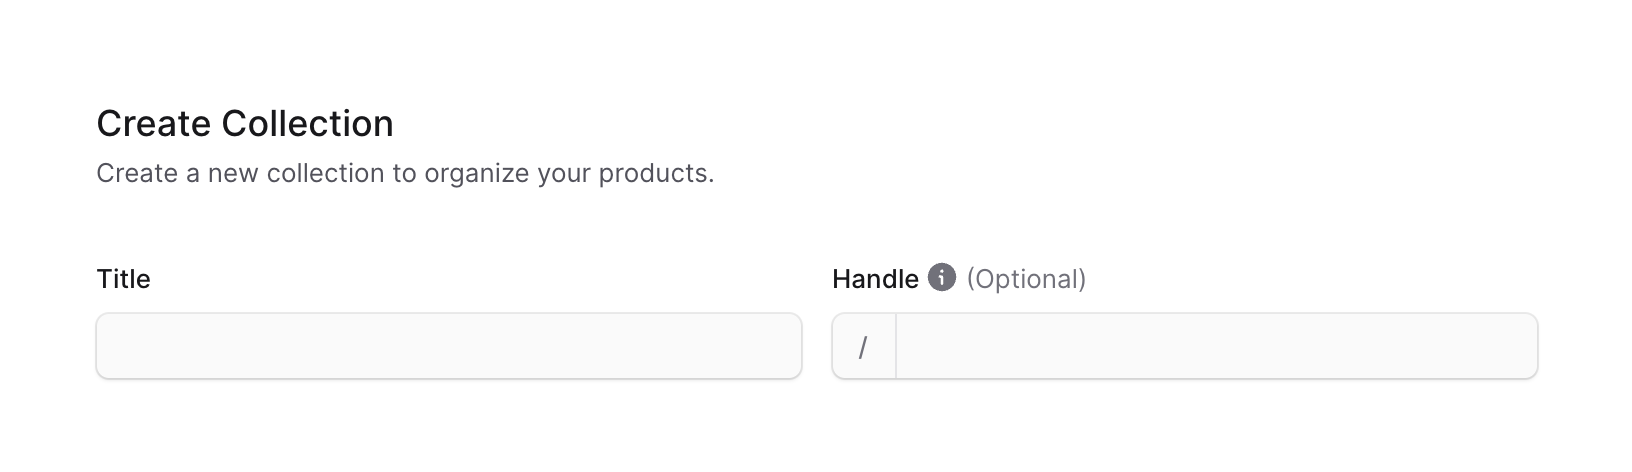 Create Collection
Create a new collection to organize your products.
Title
Handle (Optional)
/